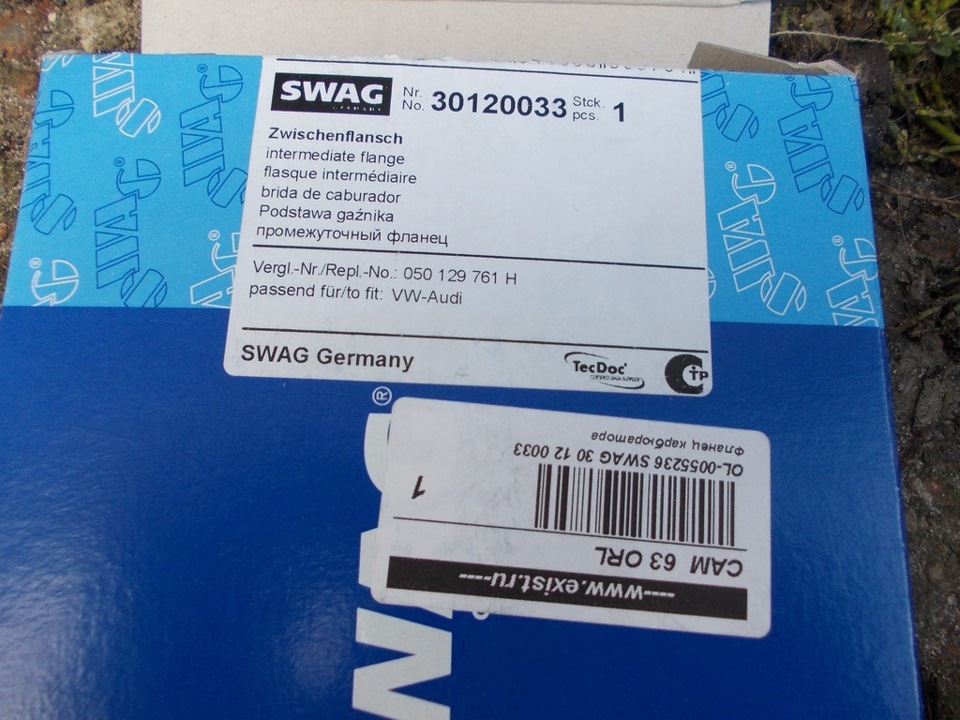 SWAG
GERMANY
Nr. No. 30120033 Stck. pcs. 1
Zwischenflansch
intermediate flange
flasque intermédiaire
brida de caburador
Podstawa gaźnika
промежуточный фланец
Vergl.-Nr./Repl.-No.: 050 129 761 H
passend für/to fit: VW-Audi
SWAG Germany
TecDoc
CTP
----www.exist.ru----
CAM 63 ORL
1
OL-0055236 SWAG 30 12 0033
Фланец карбюратора